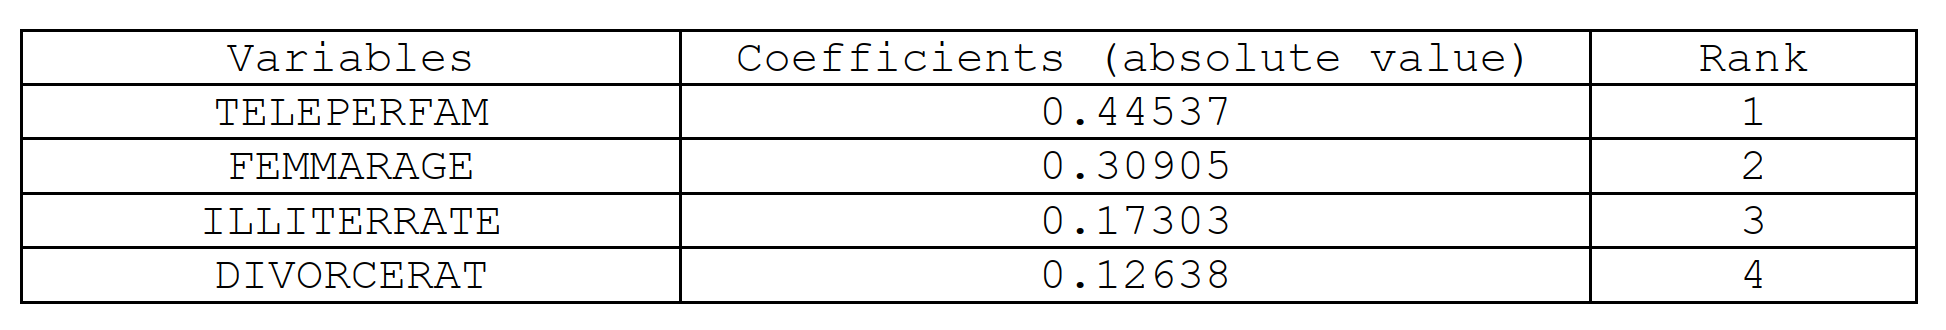 Variables Coefficients (absolute value) Rank
TELEPERFAM 0.44537 1
FEMMARAGE 0.30905 2
ILLITERRATE 0.17303 3
DIVORCERAT 0.12638 4